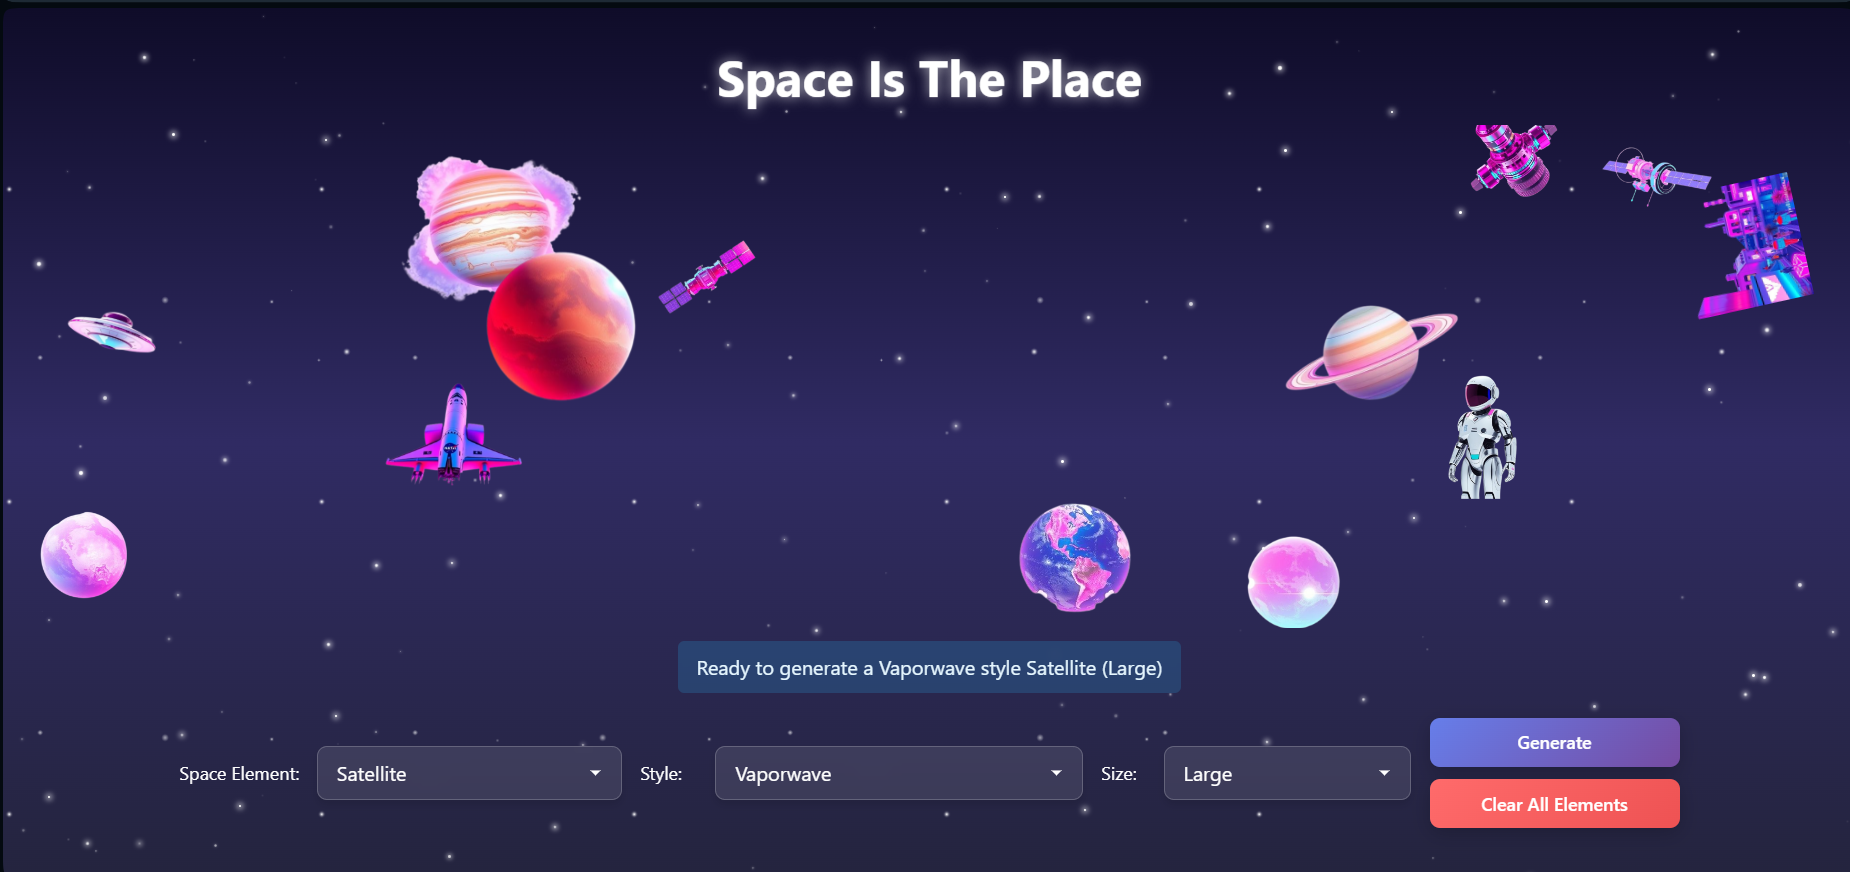 Space Is The Place
Ready to generate a Vaporwave style Satellite (Large)
Space Element:
Satellite
Style:
Vaporwave
Size:
Large
Generate
Clear All Elements